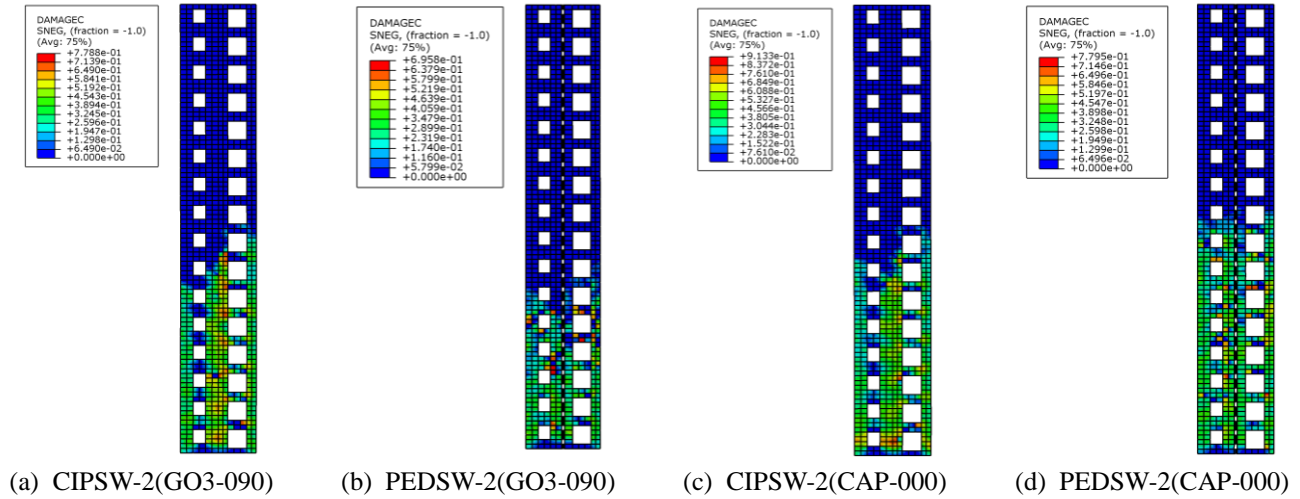 DAMAGEC
SNEG, (fraction = -1.0)
(Avg: 75%)
+7.788e-01
+7.139e-01
+6.490e-01
+5.841e-01
+5.192e-01
+4.543e-01
+3.894e-01
+3.245e-01
+2.596e-01
+1.947e-01
+1.298e-01
+6.490e-02
+0.000e+00
DAMAGEC
SNEG, (fraction = -1.0)
(Avg: 75%)
+6.958e-01
+6.379e-01
+5.799e-01
+5.219e-01
+4.639e-01
+4.059e-01
+3.479e-01
+2.899e-01
+2.319e-01
+1.740e-01
+1.160e-01
+5.799e-02
+0.000e+00
DAMAGEC
SNEG, (fraction = -1.0)
(Avg: 75%)
+9.133e-01
+8.372e-01
+7.610e-01
+6.849e-01
+6.088e-01
+5.327e-01
+4.566e-01
+3.805e-01
+3.044e-01
+2.283e-01
+1.522e-01
+7.610e-02
+0.000e+00
DAMAGEC
SNEG, (fraction = -1.0)
(Avg: 75%)
+7.795e-01
+7.146e-01
+6.496e-01
+5.846e-01
+5.197e-01
+4.547e-01
+3.898e-01
+3.248e-01
+2.598e-01
+1.949e-01
+1.299e-01
+6.496e-02
+0.000e+00
(a) CIPSW-2(GO3-090)
(b) PEDSW-2(GO3-090)
(c) CIPSW-2(CAP-000)
(d) PEDSW-2(CAP-000)